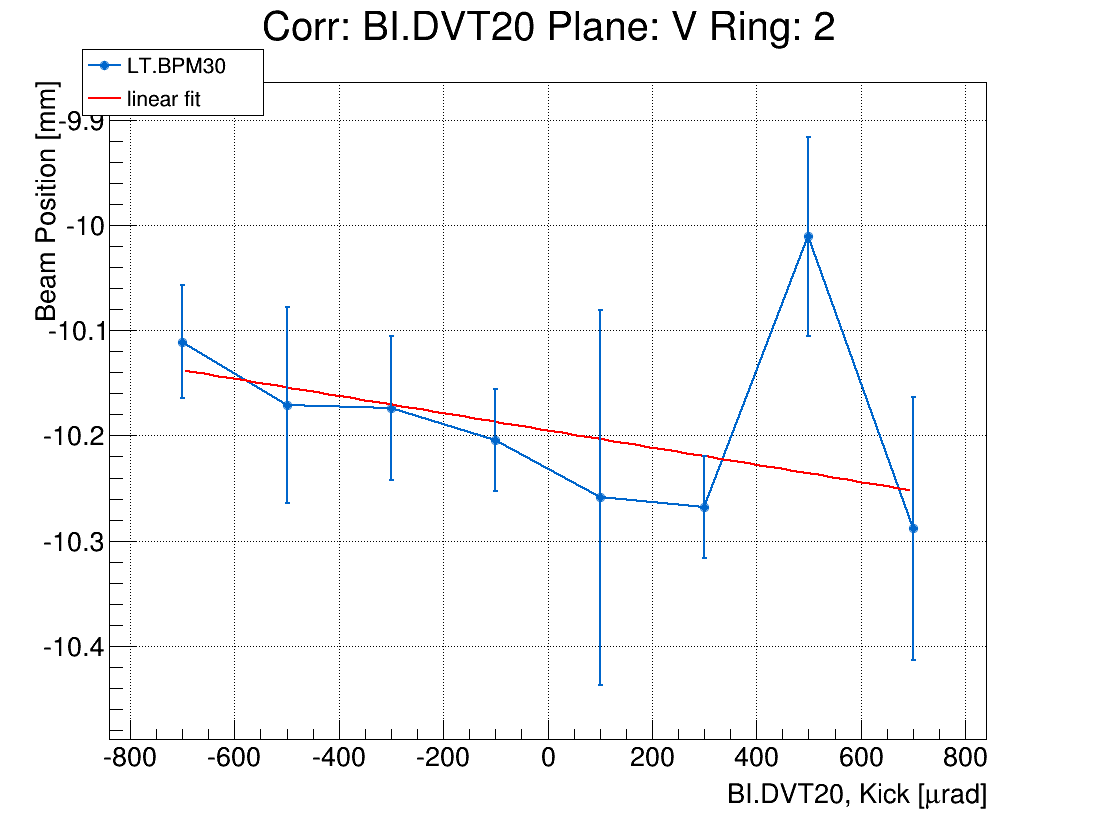 Corr: BI.DVT20 Plane: V Ring: 2
LT.BPM30
linear fit
Beam Position [mm]
-9.9
-10
-10.1
-10.2
-10.3
-10.4
-800 -600 -400 -200 0 200 400 600 800
BI.DVT20, Kick [μrad]